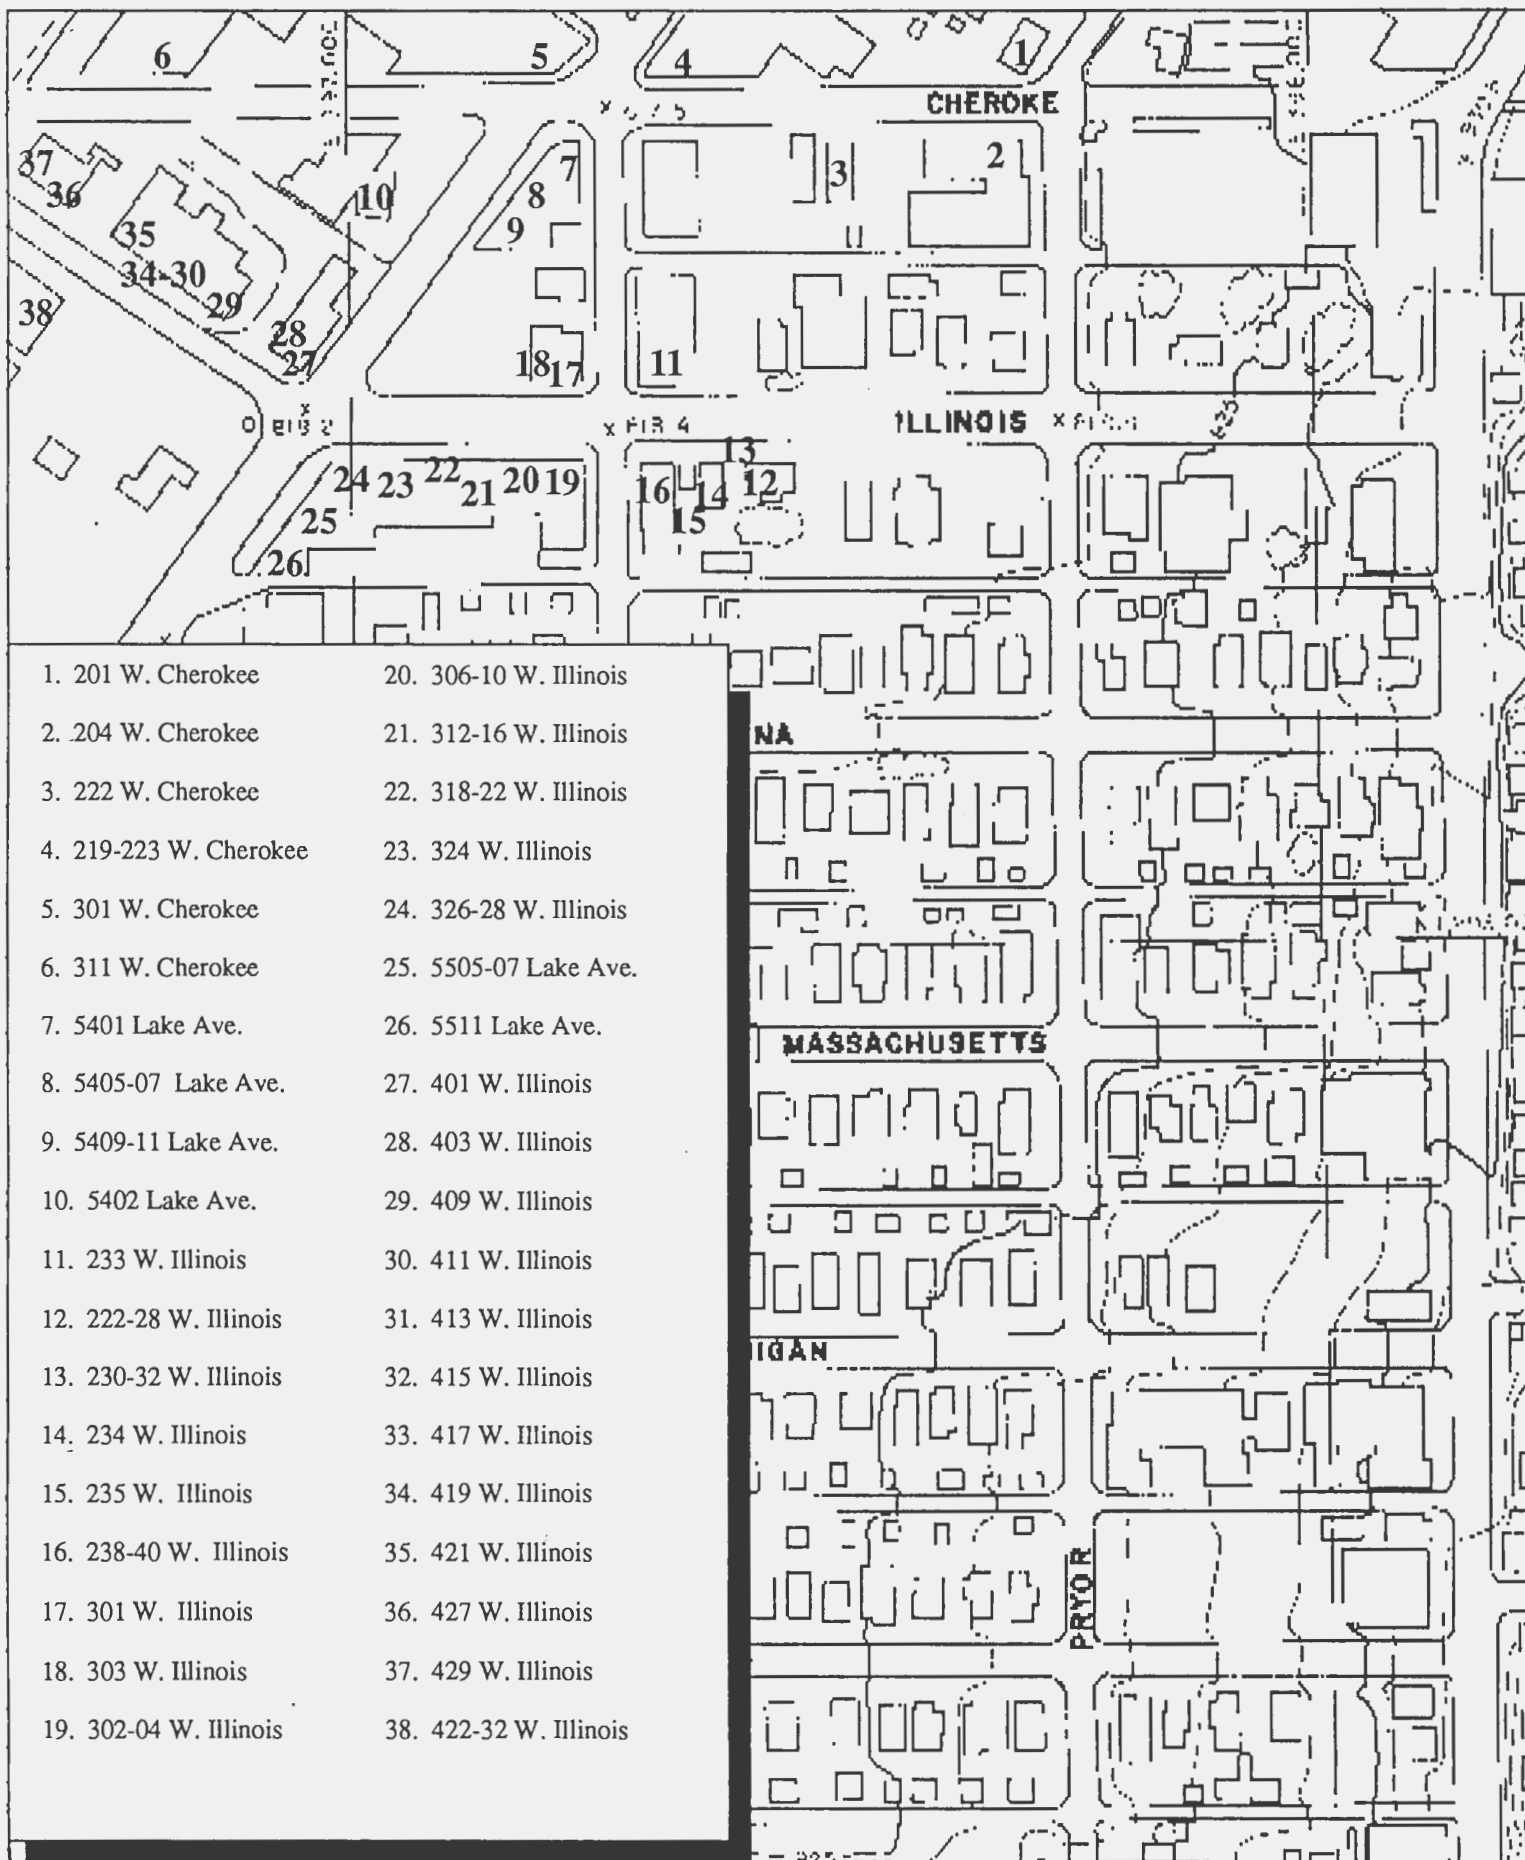 6
5
4
1
CHEROKE
37
36
10
7
8
9
3
2
35
34-30
29
38
28
27
18
17
11
FIR 4
ILLINOIS
13
24
23
22
21
20
19
16
14
12
25
15
26
1. 201 W. Cherokee
2. 204 W. Cherokee
3. 222 W. Cherokee
4. 219-223 W. Cherokee
5. 301 W. Cherokee
6. 311 W. Cherokee
7. 5401 Lake Ave.
8. 5405-07 Lake Ave.
9. 5409-11 Lake Ave.
10. 5402 Lake Ave.
11. 233 W. Illinois
12. 222-28 W. Illinois
13. 230-32 W. Illinois
14. 234 W. Illinois
15. 235 W. Illinois
16. 238-40 W. Illinois
17. 301 W. Illinois
18. 303 W. Illinois
19. 302-04 W. Illinois
20. 306-10 W. Illinois
21. 312-16 W. Illinois
22. 318-22 W. Illinois
23. 324 W. Illinois
24. 326-28 W. Illinois
25. 5505-07 Lake Ave.
26. 5511 Lake Ave.
27. 401 W. Illinois
28. 403 W. Illinois
29. 409 W. Illinois
30. 411 W. Illinois
31. 413 W. Illinois
32. 415 W. Illinois
33. 417 W. Illinois
34. 419 W. Illinois
35. 421 W. Illinois
36. 427 W. Illinois
37. 429 W. Illinois
38. 422-32 W. Illinois
NA
MASSACHUSETTS
IGAN
PRYOR